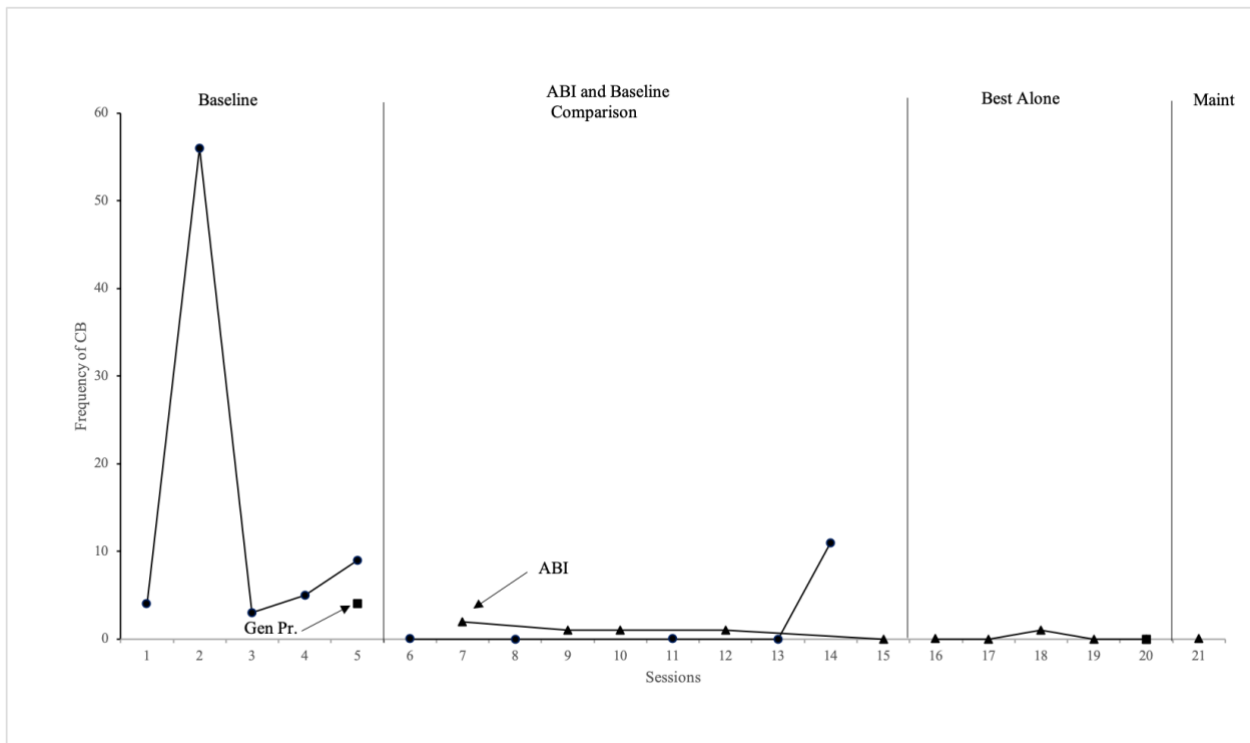 Baseline
ABI and Baseline
Comparison
Best Alone
Maint
60
50
40
30
20
10
0
Frequency of CB
ABI
Gen Pr.
1 2 3 4 5 6 7 8 9 10 11 12 13 14 15 16 17 18 19 20 21
Sessions